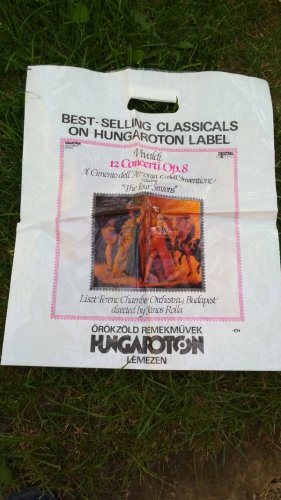 BEST-SELLING CLASSICALS
ON HUNGAROTON LABEL
Vivaldi
12 Concerti Op. 8
"Il Cimento dell'Armonia e dell'Inventione"
"The Four Seasons"
Liszt Ferenc Chamber Orchestra, Budapest
directed by János Rolla
ÖRÖKZÖLD REMEKMŰVEK
HUNGAROTON
LEMEZEN